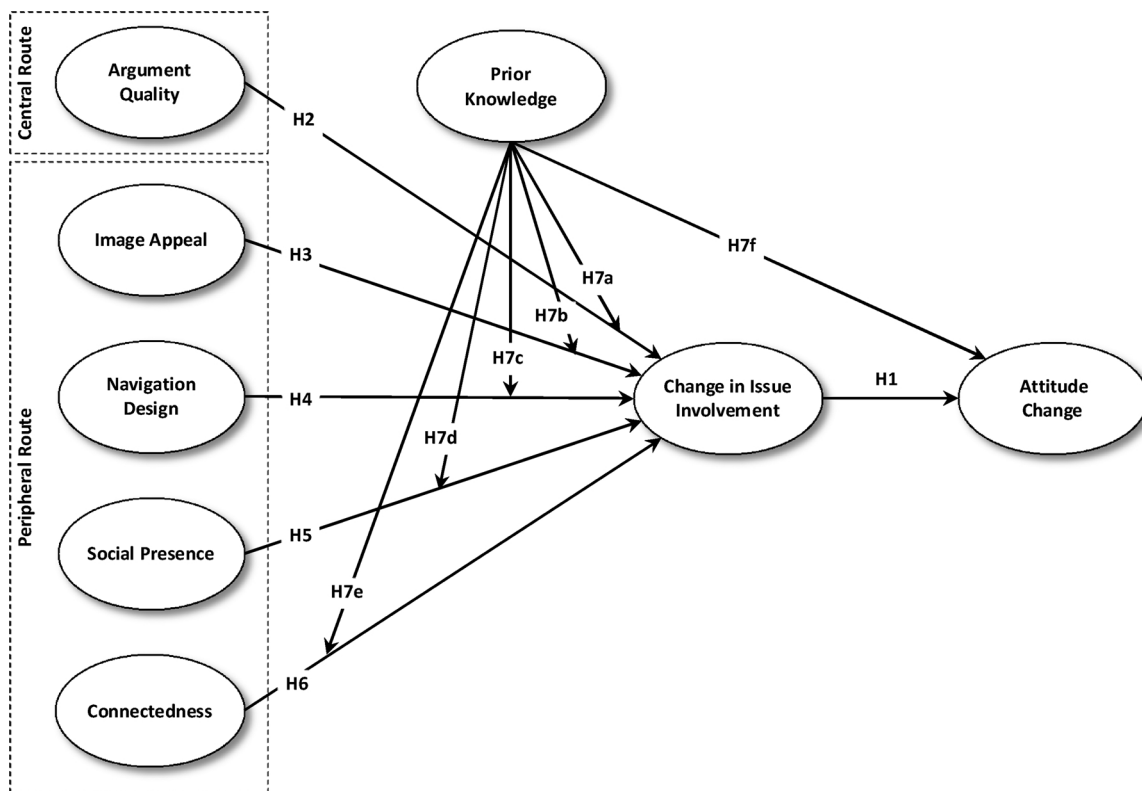 Central Route
Argument
Quality
Prior
Knowledge
H2
Peripheral Route
Image Appeal
H3
H7a
H7f
H7b
H7c
Navigation
Design
H4
Change in Issue
Involvement
H1
Attitude
Change
H7d
Social Presence
H5
H7e
Connectedness
H6